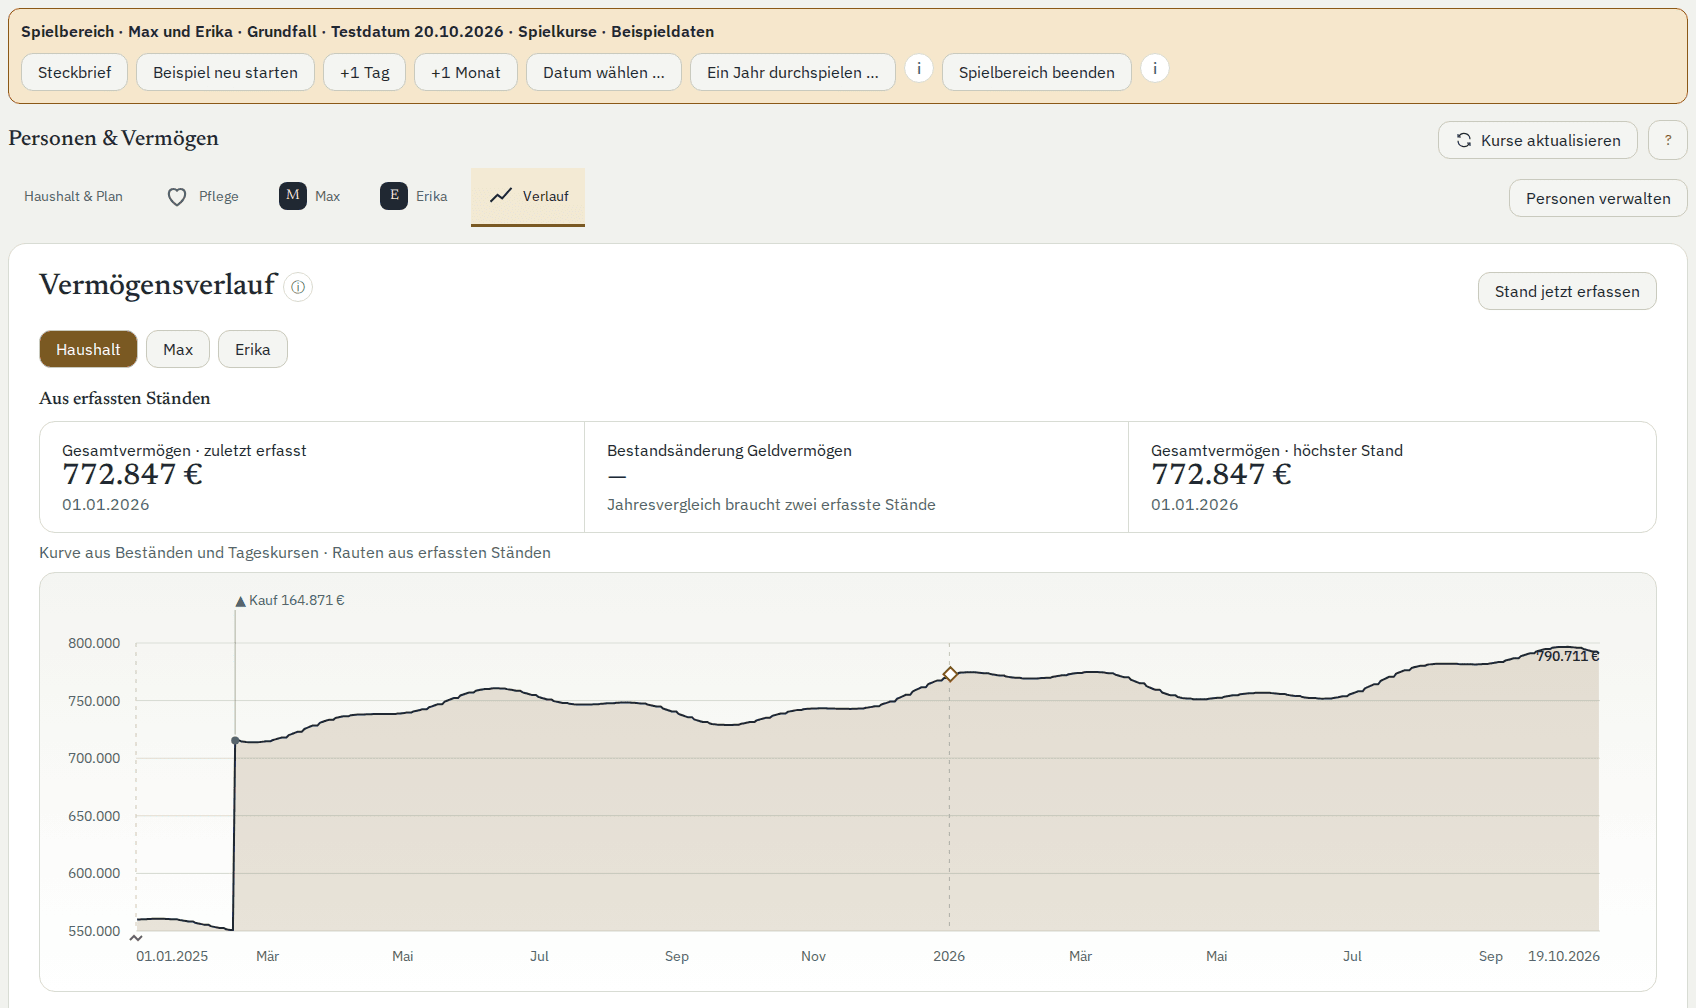 Spielbereich · Max und Erika · Grundfall · Testdatum 20.10.2026 · Spielkurse · Beispieldaten
Steckbrief Beispiel neu starten +1 Tag +1 Monat Datum wählen ... Ein Jahr durchspielen ... i Spielbereich beenden i
Personen & Vermögen
Kurse aktualisieren ?
Haushalt & Plan Pflege M Max E Erika Verlauf
Personen verwalten
Vermögensverlauf ⓘ
Stand jetzt erfassen
Haushalt Max Erika
Aus erfassten Ständen
Gesamtvermögen · zuletzt erfasst
772.847 €
01.01.2026
Bestandsänderung Geldvermögen
—
Jahresvergleich braucht zwei erfasste Stände
Gesamtvermögen · höchster Stand
772.847 €
01.01.2026
Kurve aus Beständen und Tageskursen · Rauten aus erfassten Ständen
▲ Kauf 164.871 €
800.000
790.711 €
750.000
700.000
650.000
600.000
550.000
01.01.2025 Mär Mai Jul Sep Nov 2026 Mär Mai Jul Sep 19.10.2026